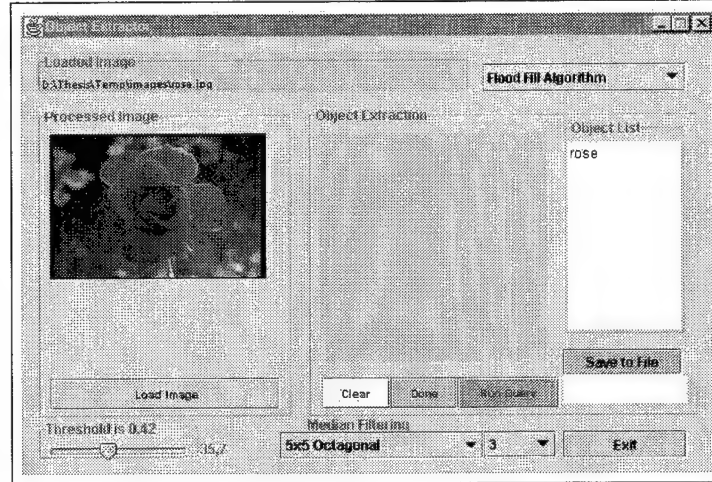 Object Extractor
Loaded Image
D:\Thesis\Temp\images\rose.jpg
Flood Fill Algorithm
Processed Image
Object Extraction
Object List
rose
Save to File
Load Image
Clear
Done
Run Query
Threshold is 0.42
35,7
Median Filtering
5x5 Octagonal
3
Exit